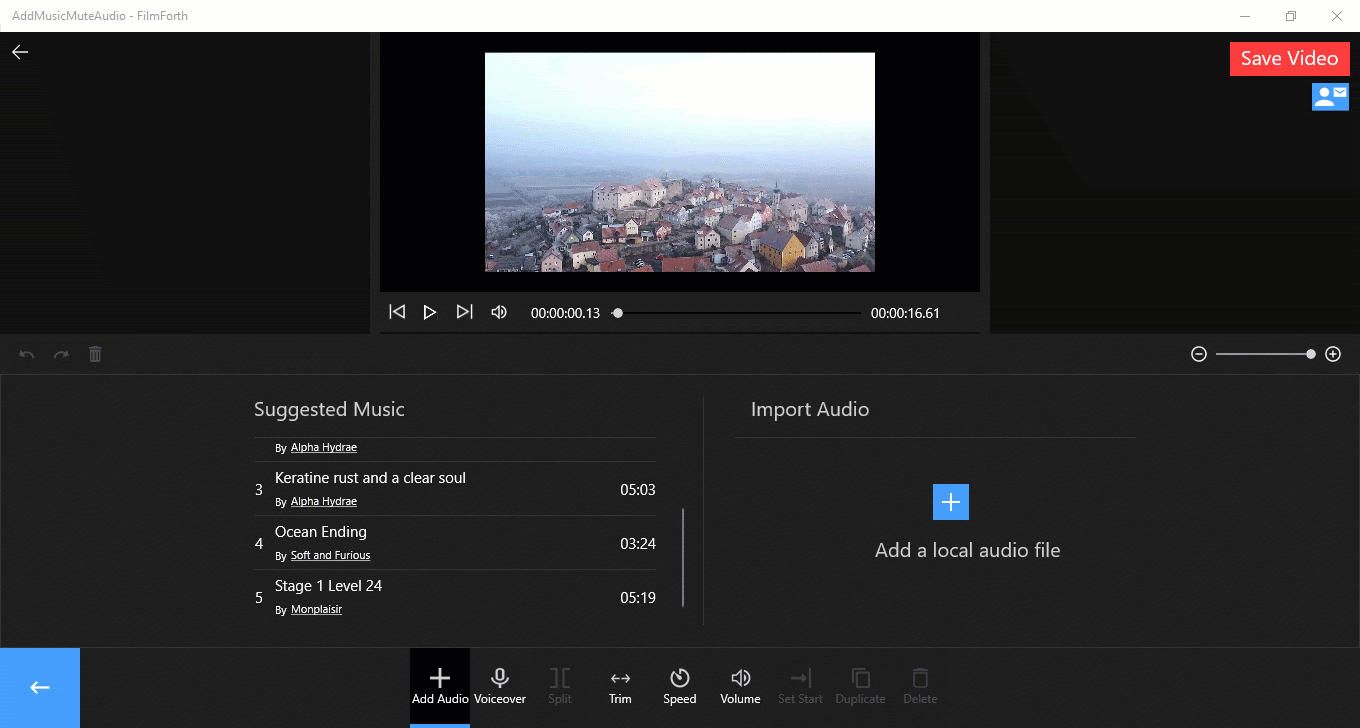 AddMusicMuteAudio - FilmForth
Save Video
00:00:00.13
00:00:16.61
Suggested Music
By Alpha Hydrae
3 Keratine rust and a clear soul 05:03
By Alpha Hydrae
4 Ocean Ending 03:24
By Soft and Furious
5 Stage 1 Level 24 05:19
By Monplaisir
Import Audio
Add a local audio file
Add Audio Voiceover Split Trim Speed Volume Set Start Duplicate Delete